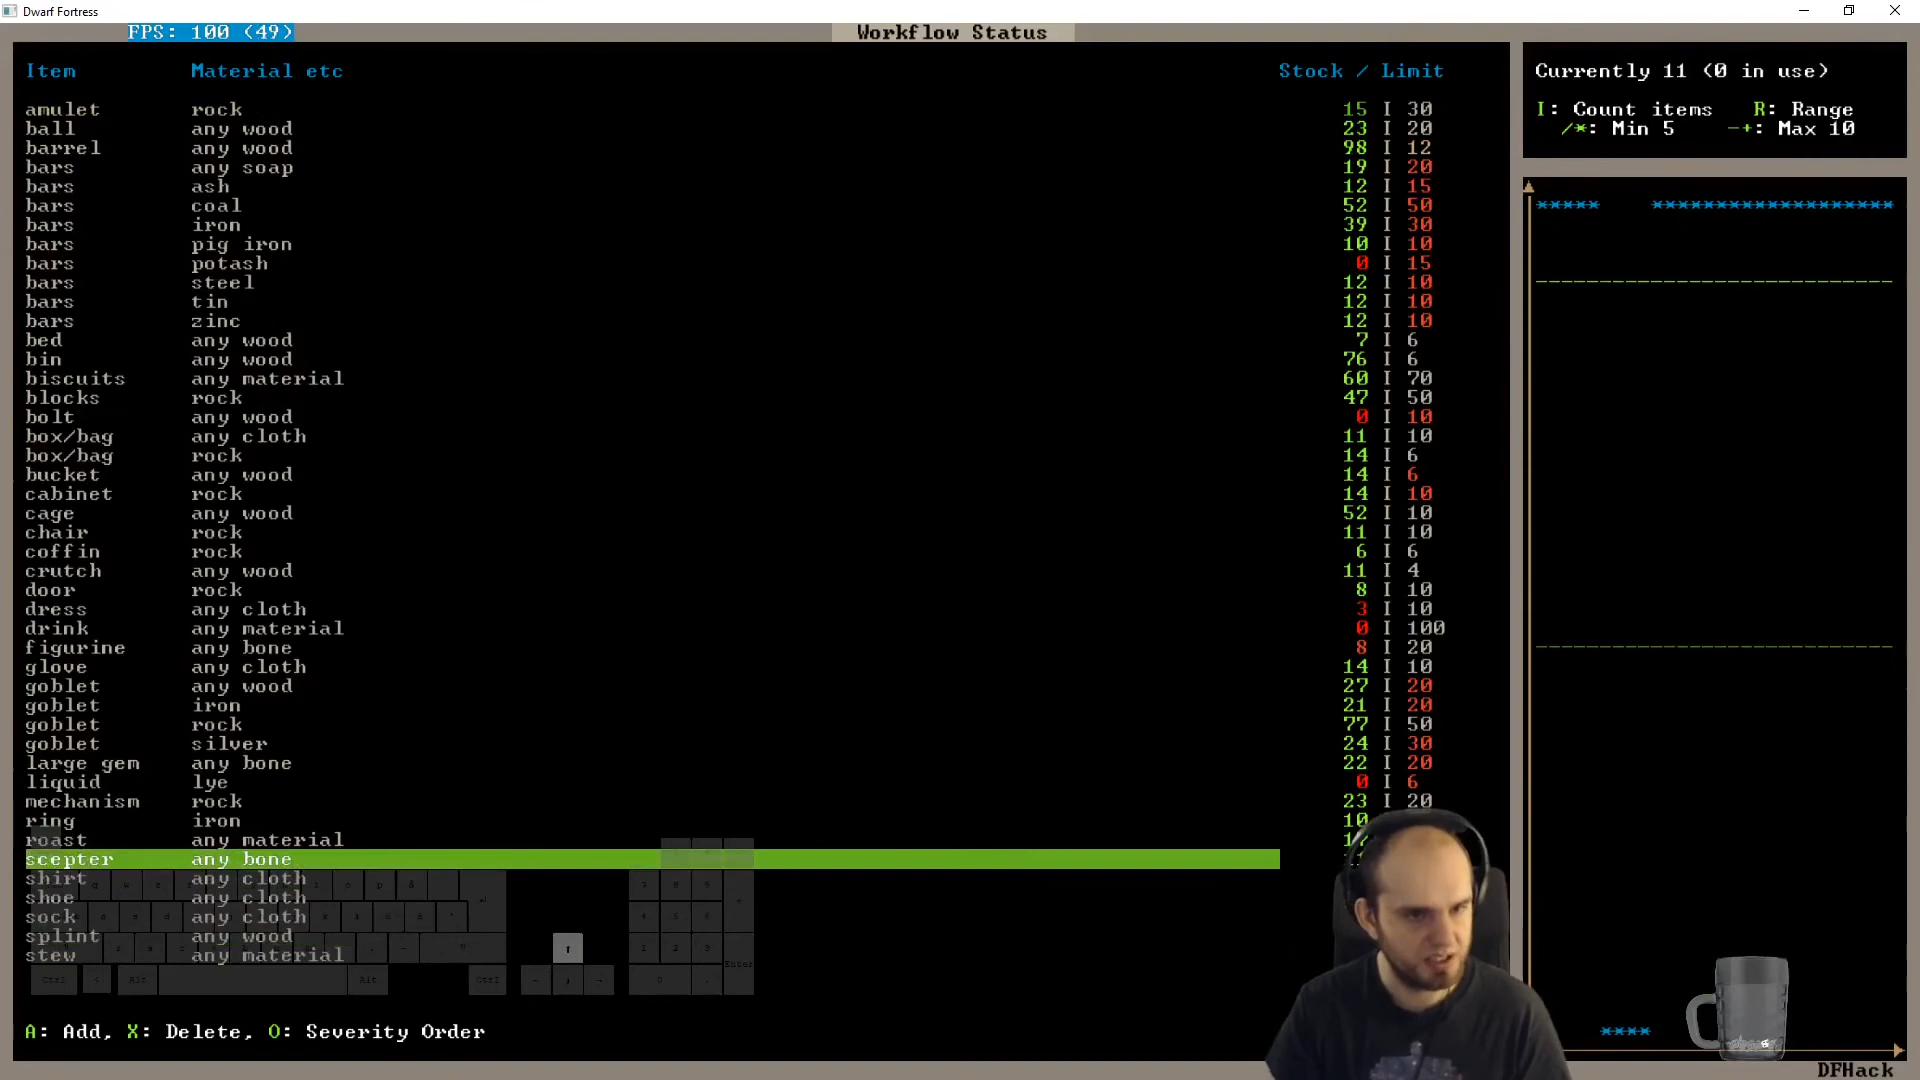 Dwarf Fortress
FPS: 100 (49)
Workflow Status
Item Material etc Stock / Limit
amulet rock 15 I 30
ball any wood 23 I 20
barrel any wood 98 I 12
bars any soap 19 I 20
bars ash 12 I 15
bars coal 52 I 50
bars iron 39 I 30
bars pig iron 10 I 10
bars potash 0 I 15
bars steel 12 I 10
bars tin 12 I 10
bars zinc 12 I 10
bed any wood 7 I 6
bin any wood 76 I 6
biscuits any material 60 I 70
blocks rock 47 I 50
bolt any wood 0 I 10
box/bag any cloth 11 I 10
box/bag rock 14 I 6
bucket any wood 14 I 6
cabinet rock 14 I 10
cage any wood 52 I 10
chair rock 11 I 10
coffin rock 6 I 6
crutch any wood 11 I 4
door rock 8 I 10
dress any cloth 3 I 10
drink any material 0 I 100
figurine any bone 8 I 20
glove any cloth 14 I 10
goblet any wood 27 I 20
goblet iron 21 I 20
goblet rock 77 I 50
goblet silver 24 I 30
large gem any bone 22 I 20
liquid lye 0 I 6
mechanism rock 23 I 20
ring iron 10
roast any material
scepter any bone
shirt any cloth
shoe any cloth
sock any cloth
splint any wood
stew any material
A: Add, X: Delete, O: Severity Order
Currently 11 (0 in use)
I: Count items R: Range
/*: Min 5 -+: Max 10
DFHack